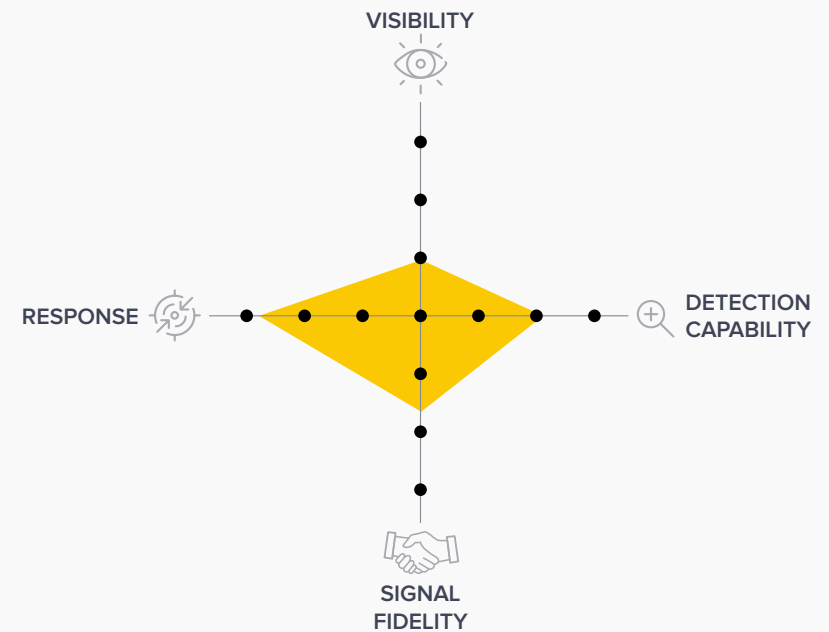 VISIBILITY
RESPONSE
DETECTION
CAPABILITY
SIGNAL
FIDELITY